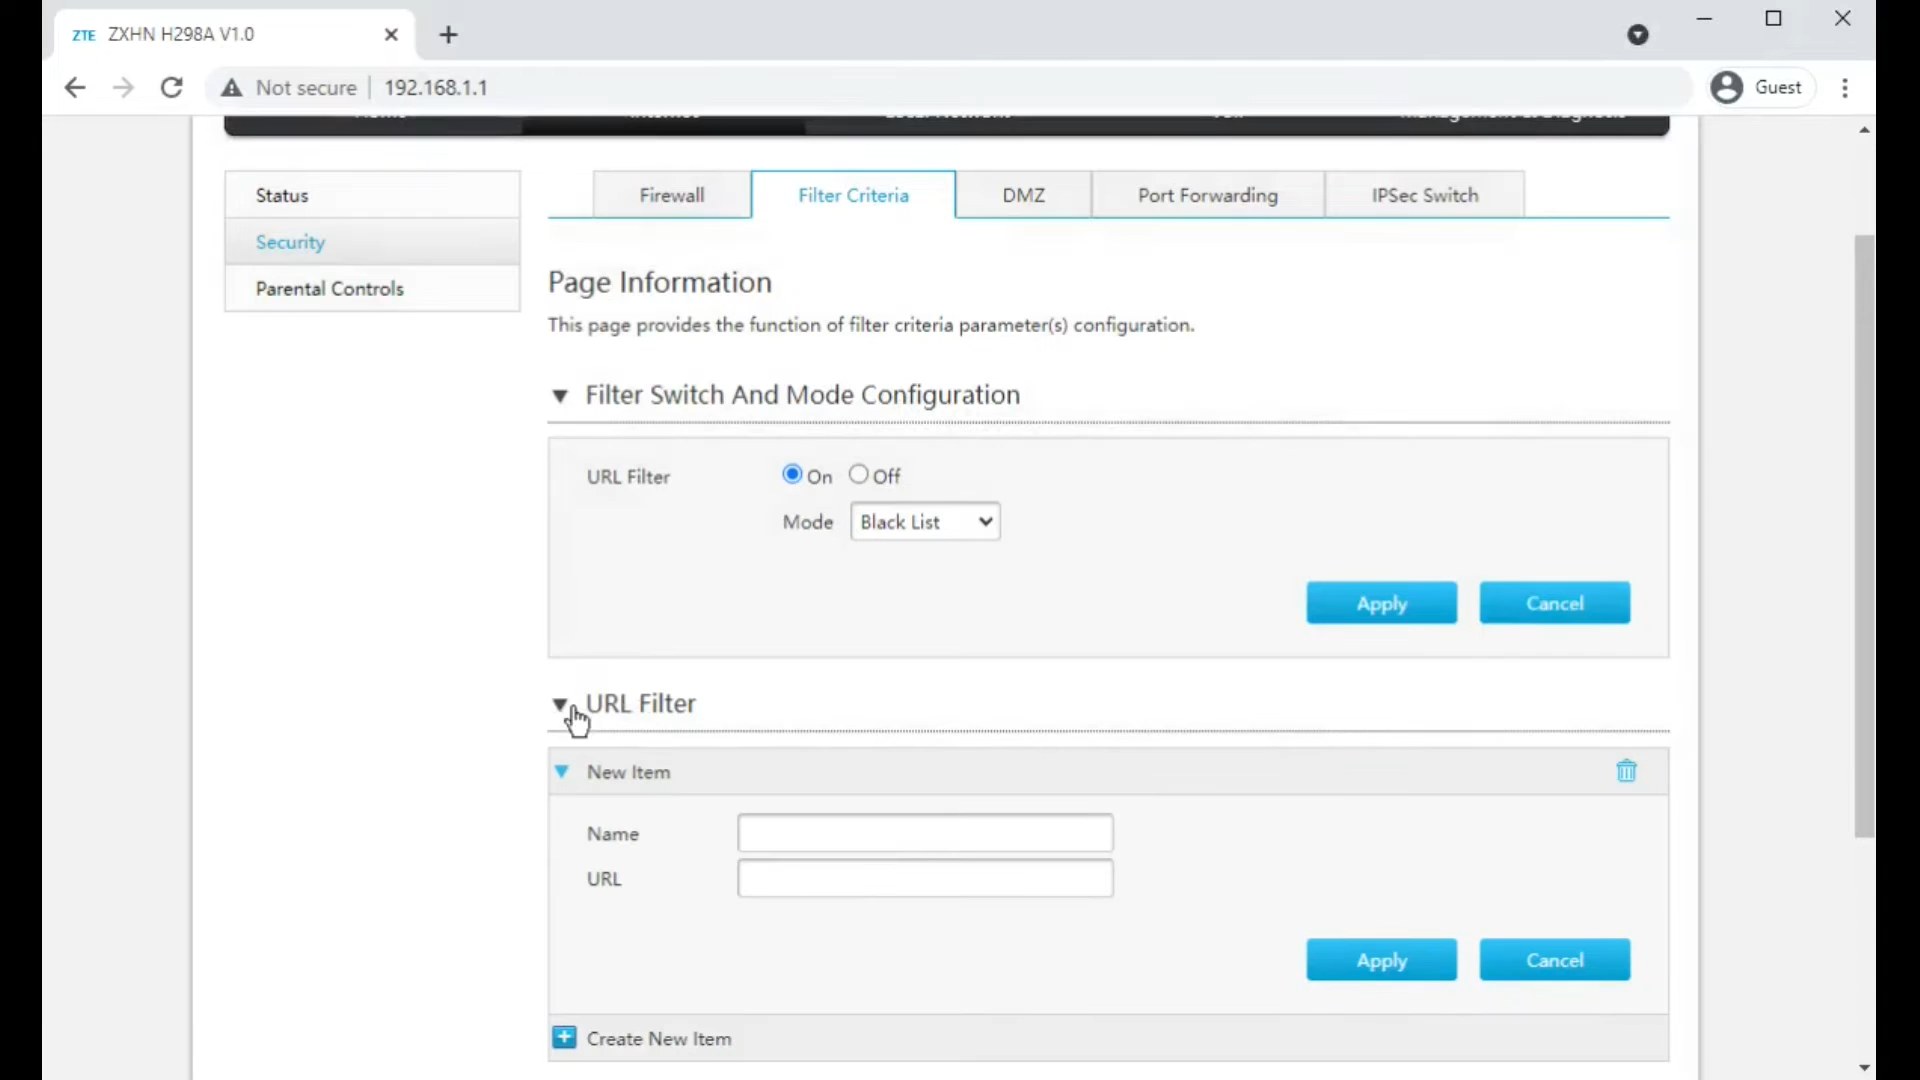 ZTE ZXHN H298A V1.0
Not secure 192.168.1.1 Guest
Status
Security
Parental Controls
Firewall Filter Criteria DMZ Port Forwarding IPSec Switch
Page Information
This page provides the function of filter criteria parameter(s) configuration.
Filter Switch And Mode Configuration
URL Filter On Off
Mode Black List
Apply Cancel
URL Filter
New Item
Name
URL
Apply Cancel
Create New Item